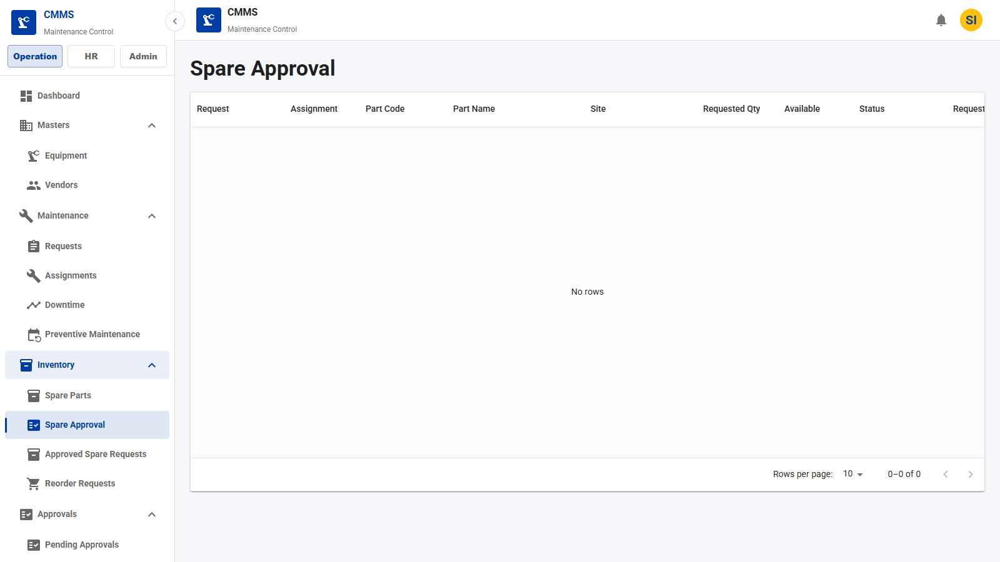 CMMS
Maintenance Control
Operation
HR
Admin
Dashboard
Masters
Equipment
Vendors
Maintenance
Requests
Assignments
Downtime
Preventive Maintenance
Inventory
Spare Parts
Spare Approval
Approved Spare Requests
Reorder Requests
Approvals
Pending Approvals
CMMS
Maintenance Control
SI
Spare Approval
Request Assignment Part Code Part Name Site Requested Qty Available Status Request
No rows
Rows per page: 10 0–0 of 0